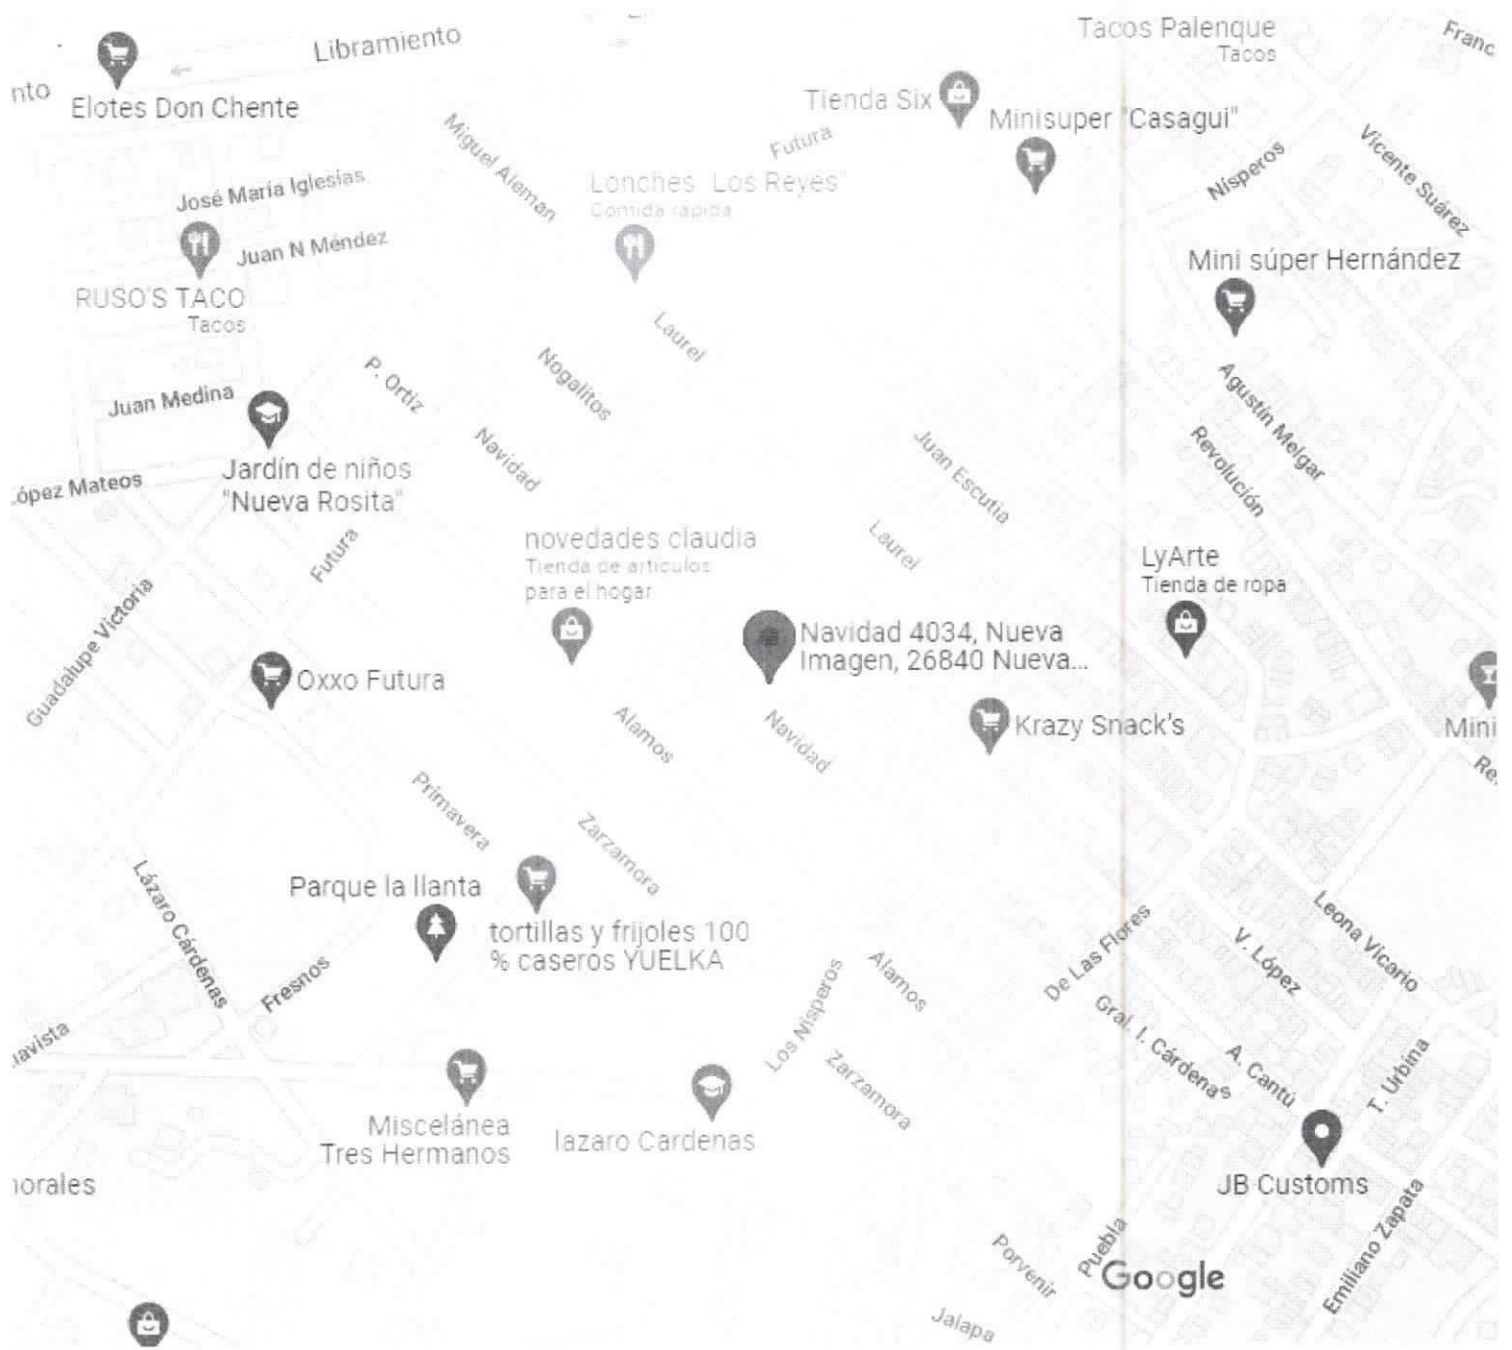 Libramiento
Tacos Palenque
Tacos
Franc
nto
Elotes Don Chente
Tienda Six
Minisuper "Casagui"
Miguel Aleman
Futura
Vicente Suárez
Nísperos
José María Iglesias
Lonches "Los Reyes"
Comida rápida
Juan N Méndez
Mini súper Hernández
RUSO'S TACO
Tacos
Laurel
P. Ortiz
Nogalitos
Agustín Melgar
Juan Medina
Navidad
Juan Escutia
Revolución
Jardín de niños
"Nueva Rosita"
ópez Mateos
Futura
novedades claudia
Tienda de artículos
para el hogar
Laurel
LyArte
Tienda de ropa
Guadalupe Victoria
Navidad 4034, Nueva
Imagen, 26840 Nueva...
Oxxo Futura
Alamos
Navidad
Krazy Snack's
Mini
Re.
Primavera
Zarzamora
Lázaro Cárdenas
Parque la llanta
tortillas y frijoles 100
% caseros YUELKA
Fresnos
Los Nísperos
Alamos
De Las Flores
V. López
Leona Vicario
navista
Gral. I. Cárdenas
A. Cantú
T. Urbina
Zarzamora
Miscelánea
Tres Hermanos
lazaro Cardenas
JB Customs
norales
Porvenir
Puebla
Emiliano Zapata
Google
Jalapa